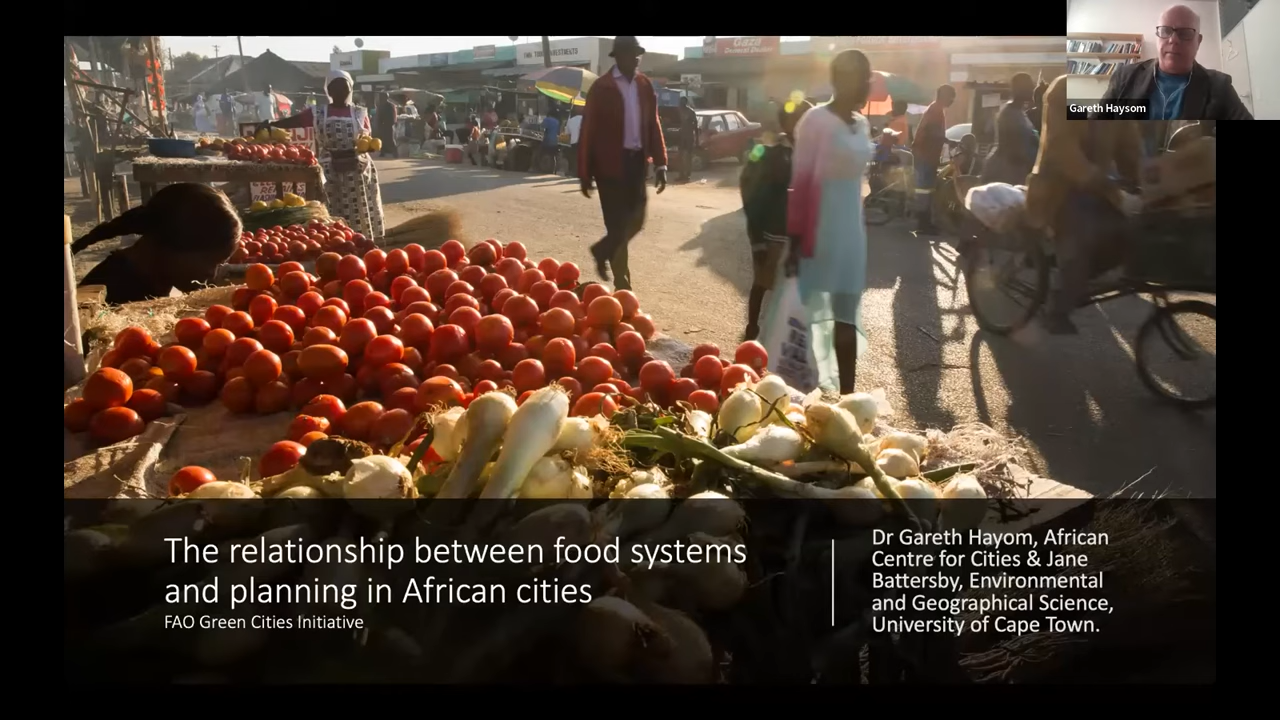 Gaza
Gareth Haysom
The relationship between food systems
and planning in African cities
FAO Green Cities Initiative
Dr Gareth Hayom, African
Centre for Cities & Jane
Battersby, Environmental
and Geographical Science,
University of Cape Town.